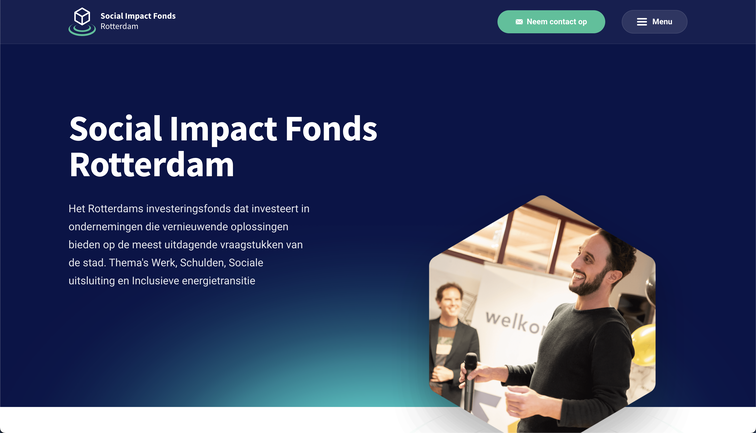 Social Impact Fonds
Rotterdam
Neem contact op
Menu
Social Impact Fonds
Rotterdam
Het Rotterdams investeringsfonds dat investeert in
ondernemingen die vernieuwende oplossingen
bieden op de meest uitdagende vraagstukken van
de stad. Thema's Werk, Schulden, Sociale
uitsluiting en Inclusieve energietransitie
welko